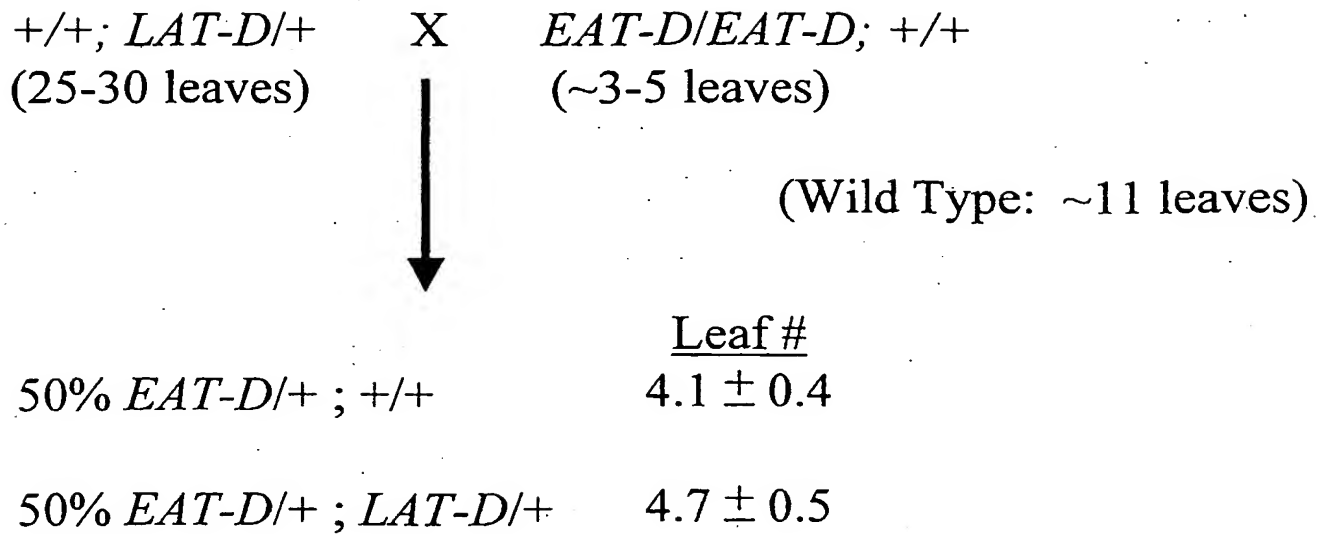 +/+; LAT-D/+ X EAT-D/EAT-D; +/+
(25-30 leaves) (~3-5 leaves)
(Wild Type: ~11 leaves)
Leaf #
50% EAT-D/+ ; +/+ 4.1 ± 0.4
50% EAT-D/+ ; LAT-D/+ 4.7 ± 0.5